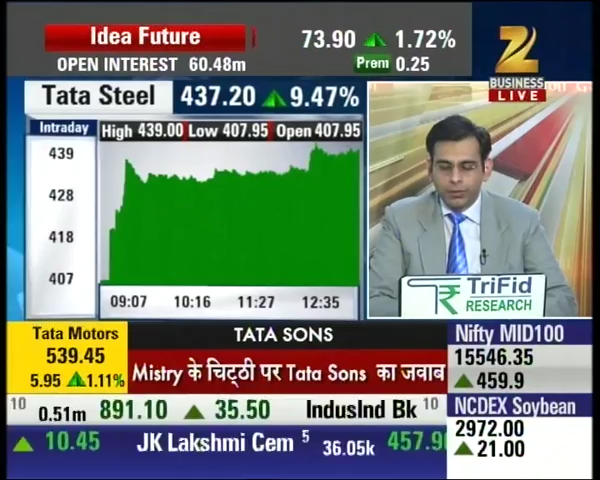 Idea Future
73.90 1.72%
OPEN INTEREST 60.48m
Prem 0.25
Z
BUSINESS
LIVE
Tata Steel 437.20 9.47%
Intraday
High 439.00 Low 407.95 Open 407.95
439
428
418
407
09:07 10:16 11:27 12:35
TriFid
RESEARCH
Tata Motors
539.45
5.95 1.11%
TATA SONS
Mistry के चिट्ठी पर Tata Sons का जवाब
Nifty MID100
15546.35
459.9
10 0.51m 891.10 35.50 IndusInd Bk 10
NCDEX Soybean
2972.00
21.00
10.45 JK Lakshmi Cem 5 36.05k 457.90